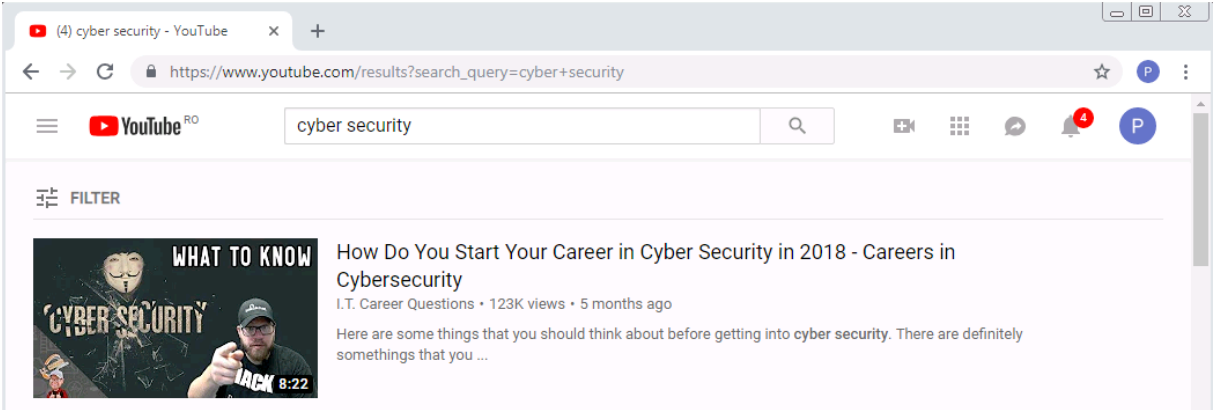 (4) cyber security - YouTube
https://www.youtube.com/results?search_query=cyber+security
P
YouTube RO
cyber security
4
P
FILTER
WHAT TO KNOW
CYBER SECURITY
HACK
8:22
How Do You Start Your Career in Cyber Security in 2018 - Careers in
Cybersecurity
I.T. Career Questions • 123K views • 5 months ago
Here are some things that you should think about before getting into cyber security. There are definitely
somethings that you ...